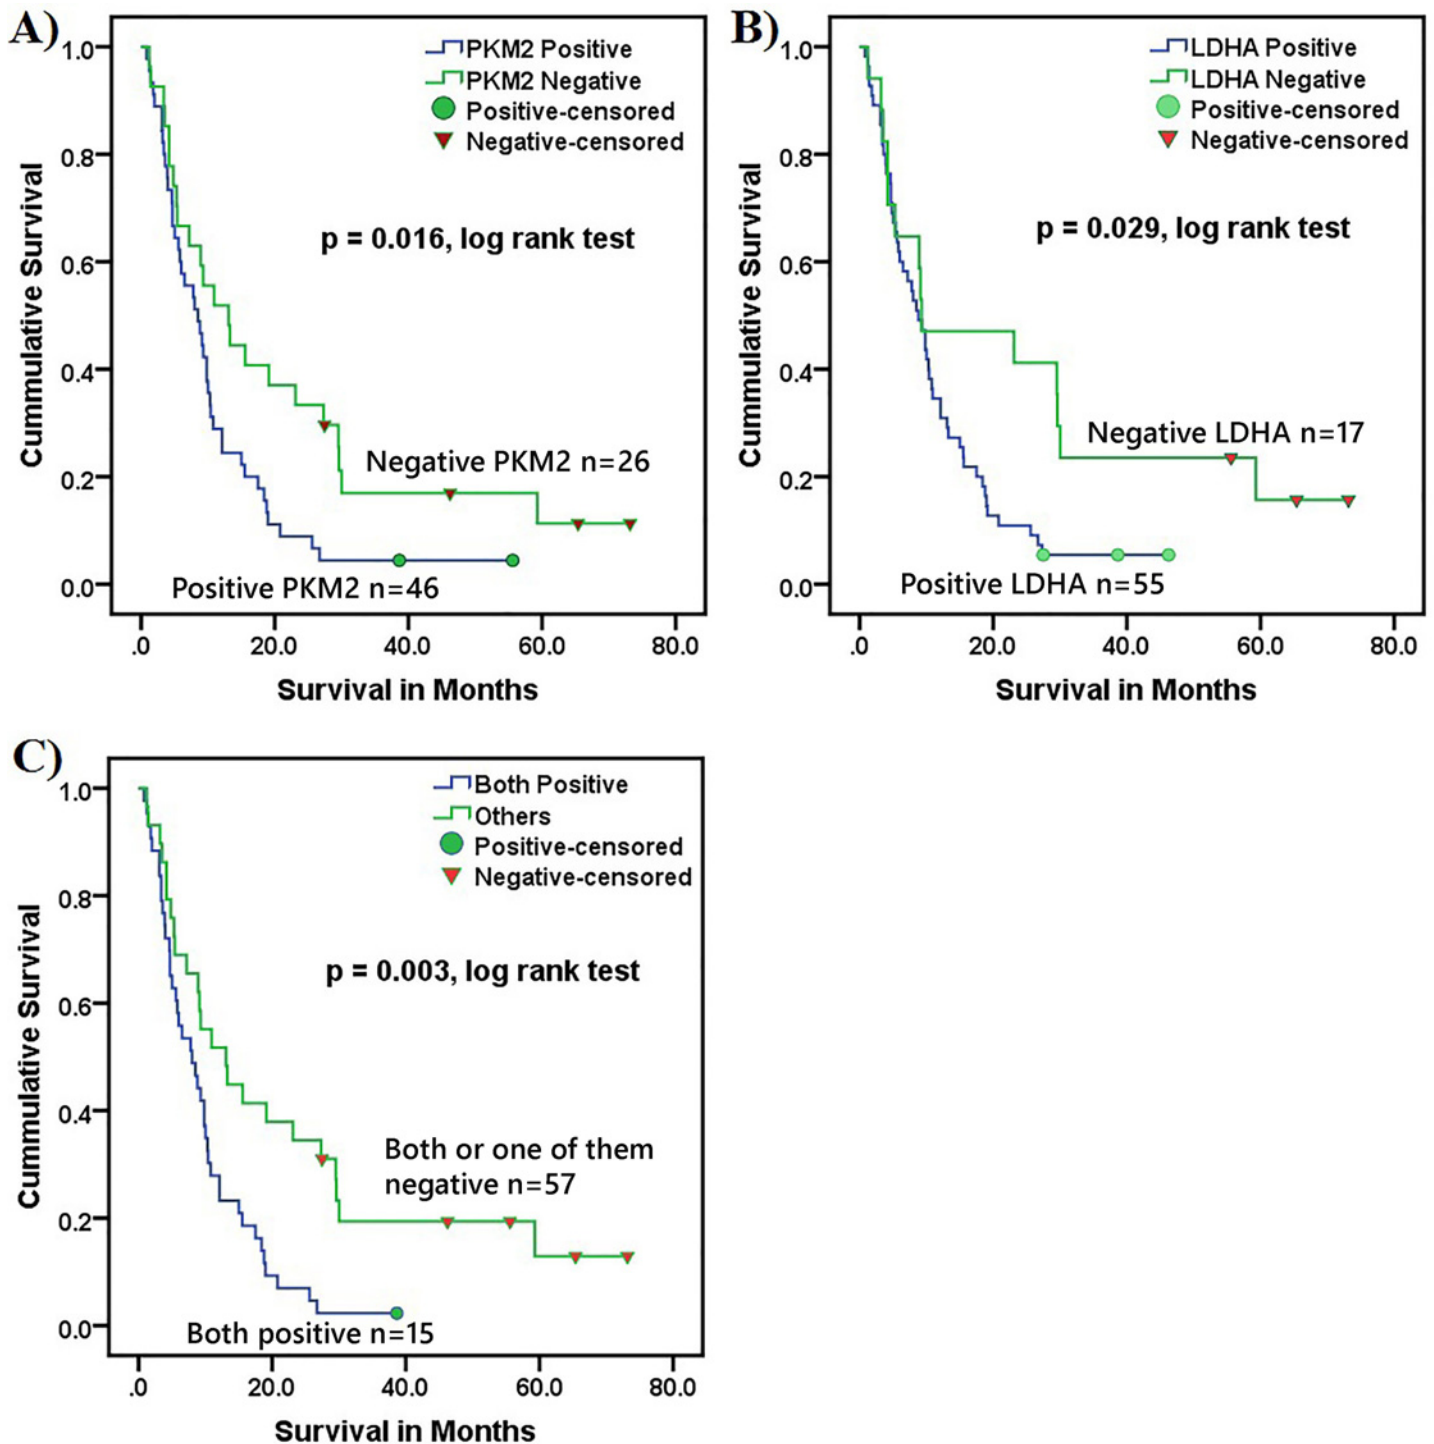 A)
1.0
0.8
0.6
0.4
0.2
0.0
Cummulative Survival
PKM2 Positive
PKM2 Negative
Positive-censored
Negative-censored
p = 0.016, log rank test
Negative PKM2 n=26
Positive PKM2 n=46
.0
20.0
40.0
60.0
80.0
Survival in Months
B)
1.0
0.8
0.6
0.4
0.2
0.0
Cummulative Survival
LDHA Positive
LDHA Negative
Positive-censored
Negative-censored
p = 0.029, log rank test
Negative LDHA n=17
Positive LDHA n=55
.0
20.0
40.0
60.0
80.0
Survival in Months
C)
1.0
0.8
0.6
0.4
0.2
0.0
Cummulative Survival
Both Positive
Others
Positive-censored
Negative-censored
p = 0.003, log rank test
Both or one of them
negative n=57
Both positive n=15
.0
20.0
40.0
60.0
80.0
Survival in Months